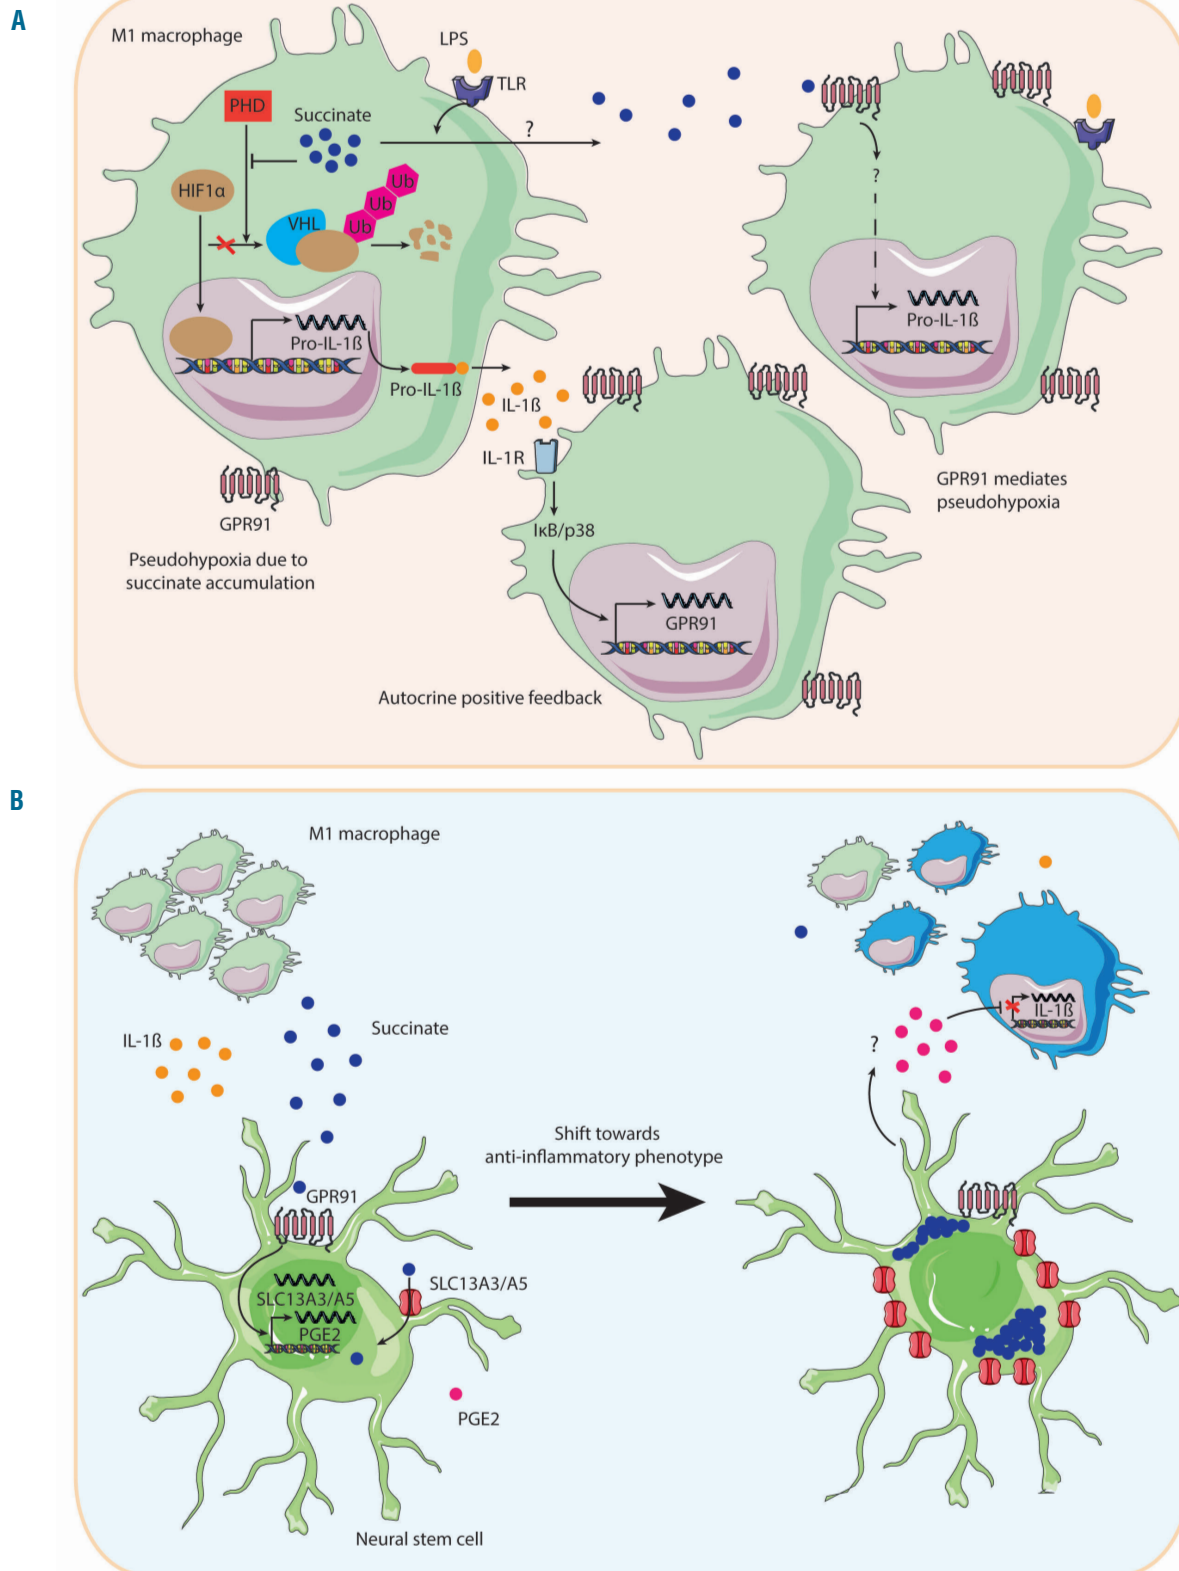 A
M1 macrophage
LPS
TLR
PHD
Succinate
?
HIF1α
Ub
Ub
Ub
VHL
?
Pro-IL-1ß
Pro-IL-1ß
Pro-IL-1ß
IL-1ß
IL-1R
GPR91
IκB/p38
GPR91 mediates
pseudohypoxia
Pseudohypoxia due to
succinate accumulation
GPR91
Autocrine positive feedback
B
M1 macrophage
IL-1ß
Succinate
IL-1ß
?
Shift towards
anti-inflammatory phenotype
GPR91
SLC13A3/A5
SLC13A3/A5
PGE2
PGE2
Neural stem cell